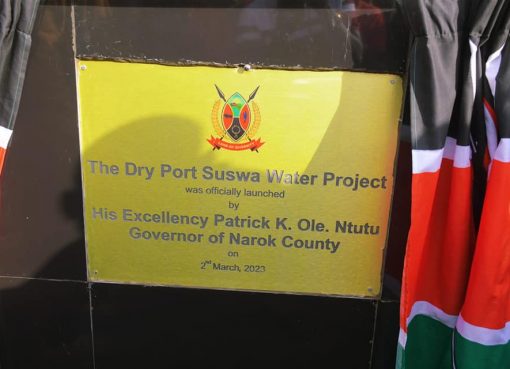 The Dry Port Suswa Water Project
was officially launched
by
His Excellency Patrick K. Ole. Ntutu
Governor of Narok County
on
2nd March, 2023